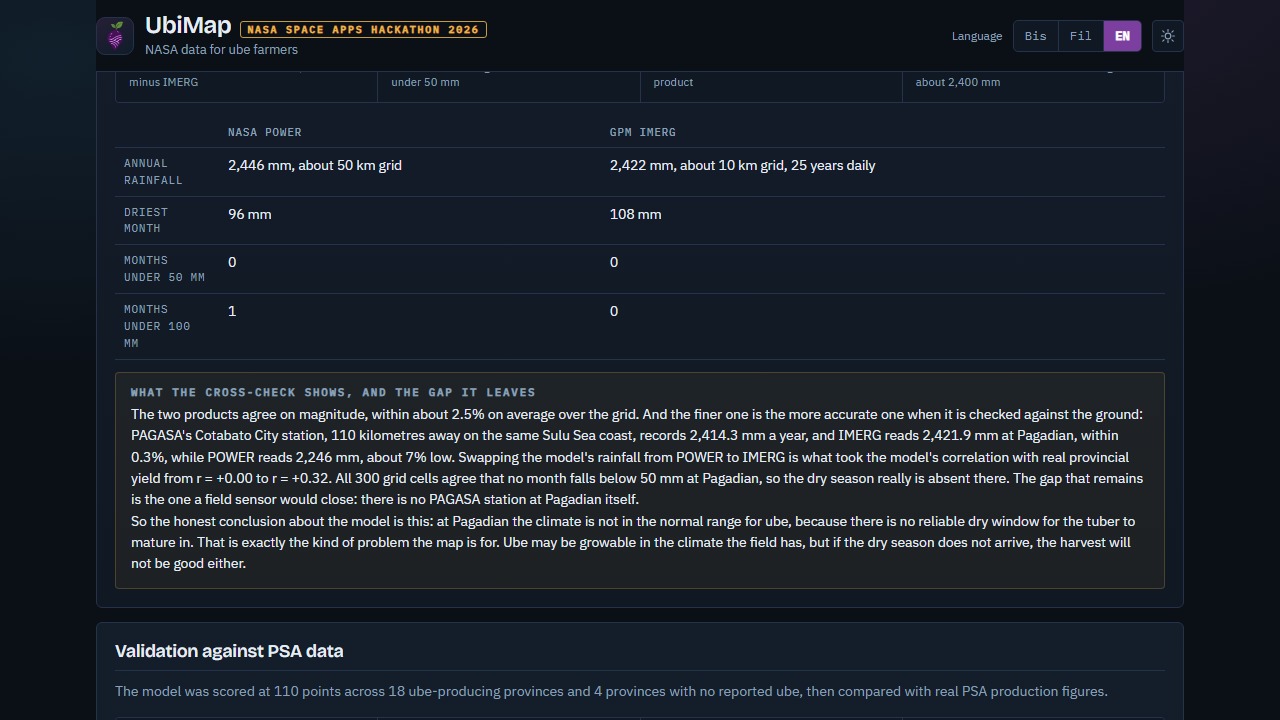 UbiMap NASA SPACE APPS HACKATHON 2026
NASA data for ube farmers
Language Bis Fil EN
minus IMERG under 50 mm product about 2,400 mm
NASA POWER GPM IMERG
ANNUAL RAINFALL 2,446 mm, about 50 km grid 2,422 mm, about 10 km grid, 25 years daily
DRIEST MONTH 96 mm 108 mm
MONTHS UNDER 50 MM 0 0
MONTHS UNDER 100 MM 1 0
WHAT THE CROSS-CHECK SHOWS, AND THE GAP IT LEAVES
The two products agree on magnitude, within about 2.5% on average over the grid. And the finer one is the more accurate one when it is checked against the ground:
PAGASA's Cotabato City station, 110 kilometres away on the same Sulu Sea coast, records 2,414.3 mm a year, and IMERG reads 2,421.9 mm at Pagadian, within
0.3%, while POWER reads 2,246 mm, about 7% low. Swapping the model's rainfall from POWER to IMERG is what took the model's correlation with real provincial
yield from r = +0.00 to r = +0.32. All 300 grid cells agree that no month falls below 50 mm at Pagadian, so the dry season really is absent there. The gap that remains
is the one a field sensor would close: there is no PAGASA station at Pagadian itself.
So the honest conclusion about the model is this: at Pagadian the climate is not in the normal range for ube, because there is no reliable dry window for the tuber to
mature in. That is exactly the kind of problem the map is for. Ube may be growable in the climate the field has, but if the dry season does not arrive, the harvest will
not be good either.
Validation against PSA data
The model was scored at 110 points across 18 ube-producing provinces and 4 provinces with no reported ube, then compared with real PSA production figures.